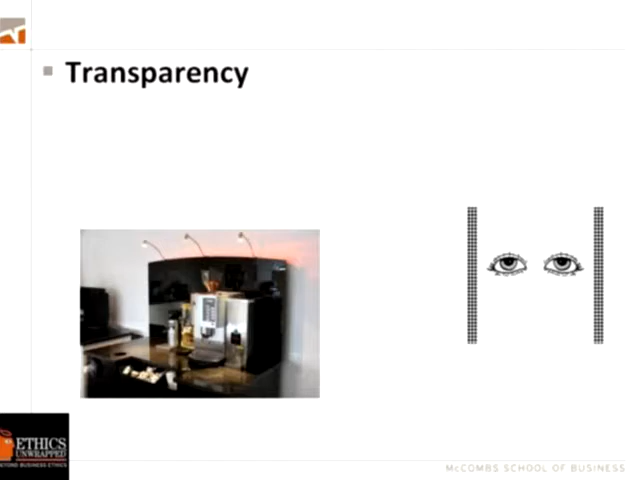 Transparency
ETHICS
UNWRAPPED
BEYOND BUSINESS ETHICS
McCOMBS SCHOOL OF BUSINESS